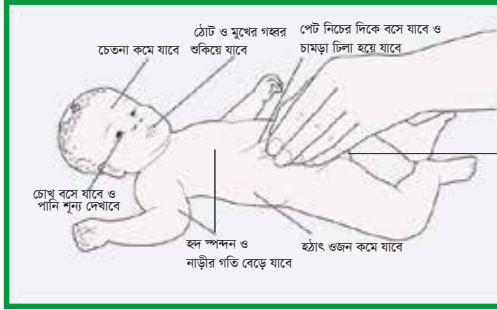 চেতনা কমে যাবে
ঠোট ও মুখের গহ্বর
শুকিয়ে যাবে
পেট নিচের দিকে বসে যাবে ও
চামড়া ঢিলা হয়ে যাবে
চোখ বসে যাবে ও
পানি শূন্য দেখাবে
হৃদ স্পন্দন ও
নাড়ীর গতি বেড়ে যাবে
হঠাৎ ওজন কমে যাবে